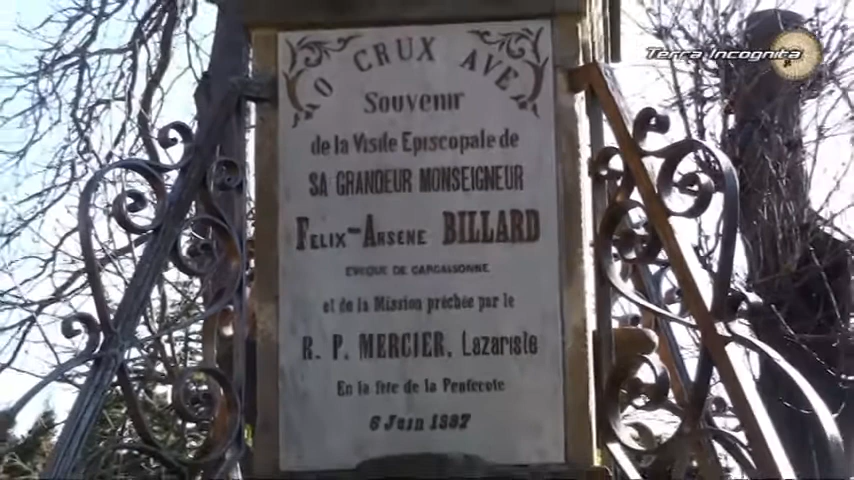 Terra Incognita
O CRUX AVE
SOUVENIR
de la VISITE EPISCOPALE de
SA GRANDEUR MONSEIGNEUR
FELIX-ARSENE BILLARD
EVÊQUE DE CARCASSONNE
et de la MISSION prêchée par le
R.P. MERCIER, Lazariste
En la fête de la Pentecote
6 Juin 1897